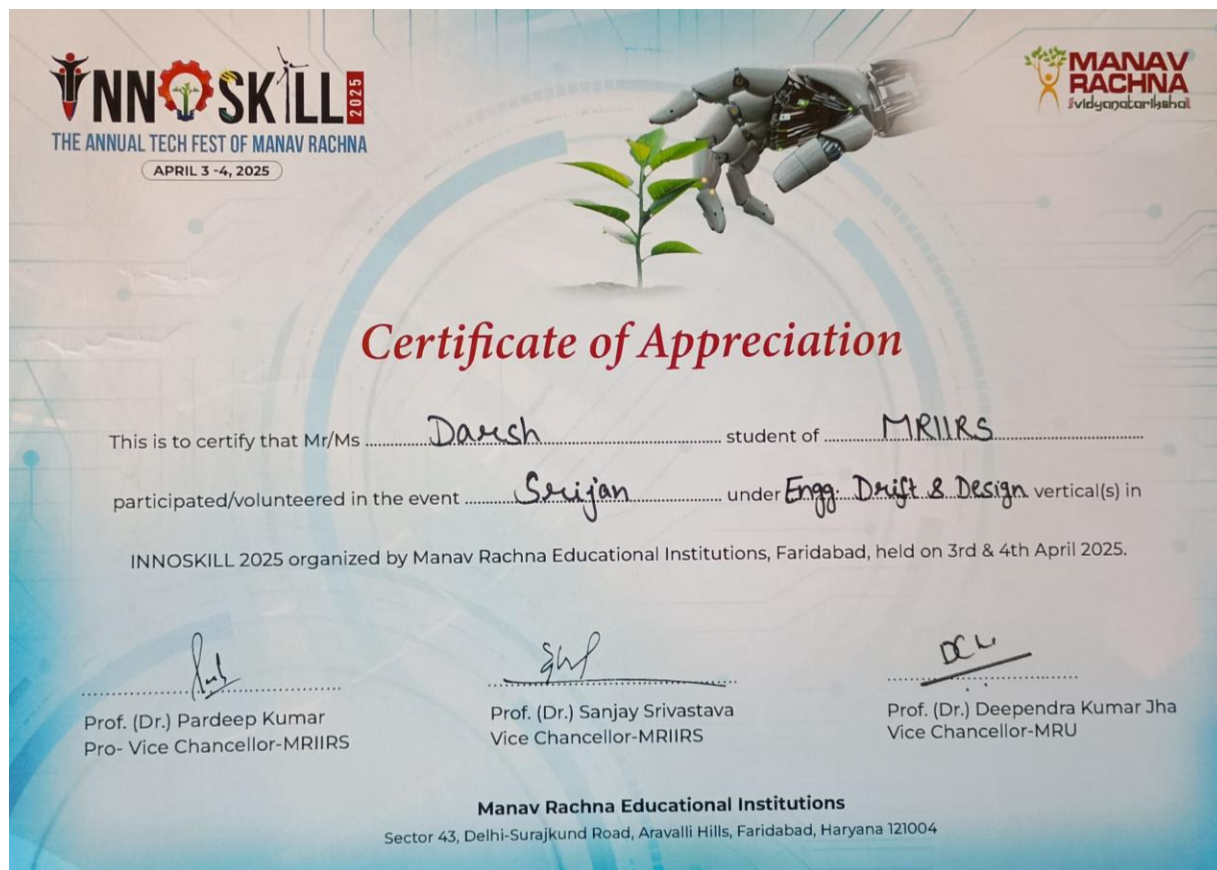 INNOSKILL 2025
THE ANNUAL TECH FEST OF MANAV RACHNA
APRIL 3 -4, 2025
MANAV
RACHNA
vidyanatariksha
Certificate of Appreciation
This is to certify that Mr/Ms Darsh student of MRIIRS
participated/volunteered in the event Srijan under Engg. Drift & Design vertical(s) in
INNOSKILL 2025 organized by Manav Rachna Educational Institutions, Faridabad, held on 3rd & 4th April 2025.
Prof. (Dr.) Pardeep Kumar
Pro- Vice Chancellor-MRIIRS
Prof. (Dr.) Sanjay Srivastava
Vice Chancellor-MRIIRS
Prof. (Dr.) Deependra Kumar Jha
Vice Chancellor-MRU
Manav Rachna Educational Institutions
Sector 43, Delhi-Surajkund Road, Aravalli Hills, Faridabad, Haryana 121004